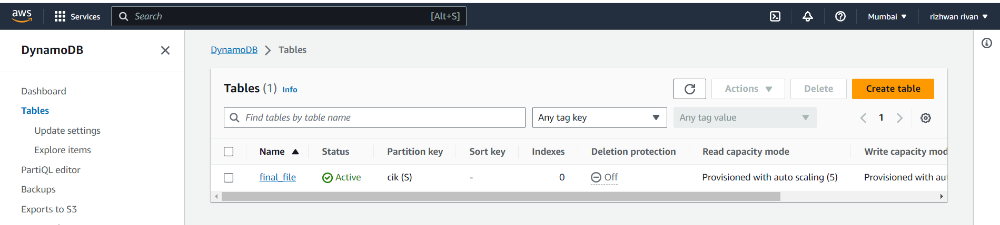 aws Services Search [Alt+S] Mumbai rizhwan rivan
DynamoDB
Dashboard
Tables
Update settings
Explore items
PartiQL editor
Backups
Exports to S3
DynamoDB Tables
Tables (1) Info Actions Delete Create table
Find tables by table name Any tag key Any tag value 1
Name Status Partition key Sort key Indexes Deletion protection Read capacity mode Write capacity mod
final_file Active cik (S) - 0 Off Provisioned with auto scaling (5) Provisioned with aut